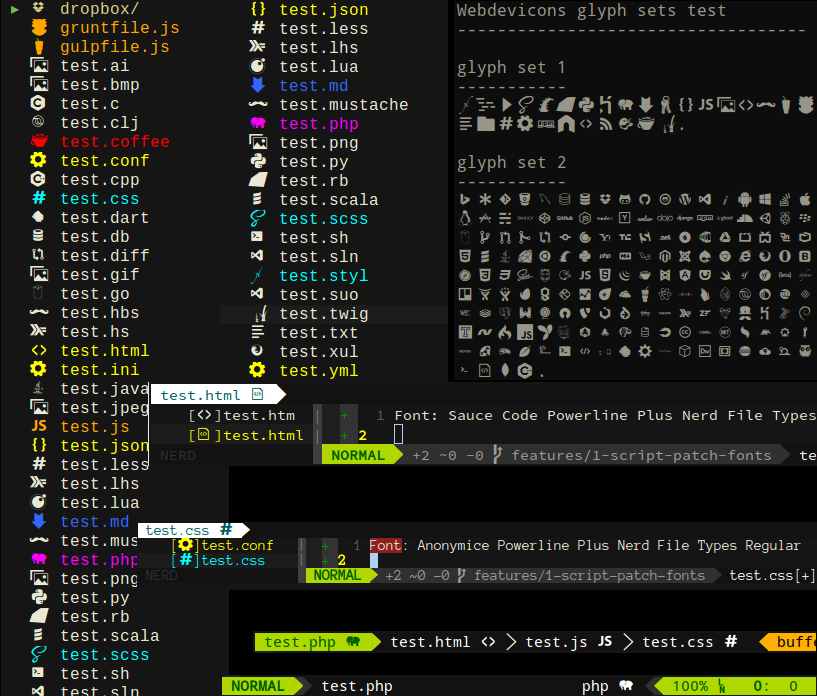 dropbox/
gruntfile.js
gulpfile.js
test.ai
test.bmp
test.c
test.clj
test.coffee
test.conf
test.cpp
test.css
test.dart
test.db
test.diff
test.gif
test.go
test.hbs
test.hs
test.html
test.ini
test.java
test.jpeg
test.js
test.json
test.less
test.lhs
test.lua
test.md
test.mus
test.php
test.png
test.py
test.rb
test.scala
test.scss
test.sh
test.sln
test.json
test.less
test.lhs
test.lua
test.md
test.mustache
test.php
test.png
test.py
test.rb
test.scala
test.scss
test.sh
test.sln
test.styl
test.suo
test.twig
test.txt
test.xul
test.yml
Webdevicons glyph sets test
--------------------------------
glyph set 1
-----------
glyph set 2
-----------
test.html
[<>]test.htm + 1 Font: Sauce Code Powerline Plus Nerd File Types
[]test.html + 2
NERD NORMAL +2 ~0 -0 features/1-script-patch-fonts te
test.css #
[]test.conf + 1 Font: Anonymice Powerline Plus Nerd File Types Regular
[#]test.css + 2
NERD NORMAL +2 ~0 -0 features/1-script-patch-fonts test.css[+]
test.php test.html <> test.js JS test.css # buff
NORMAL test.php php 100% LN 0: 0